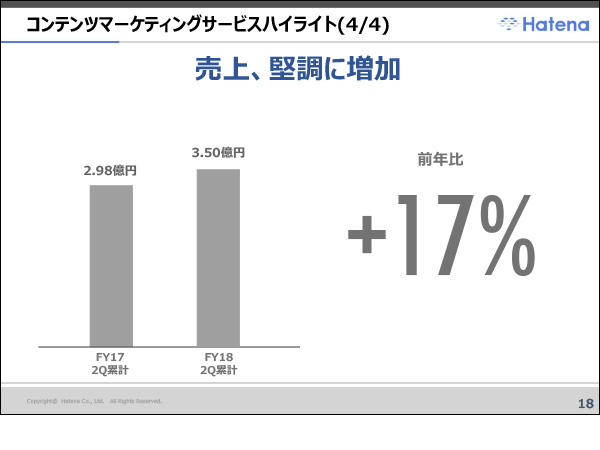 コンテンツマーケティングサービスハイライト(4/4)
Hatena
売上、堅調に増加
3.50億円
2.98億円
前年比
+17%
FY17
2Q累計
FY18
2Q累計
Copyright© Hatena Co., Ltd. All Rights Reserved.
18